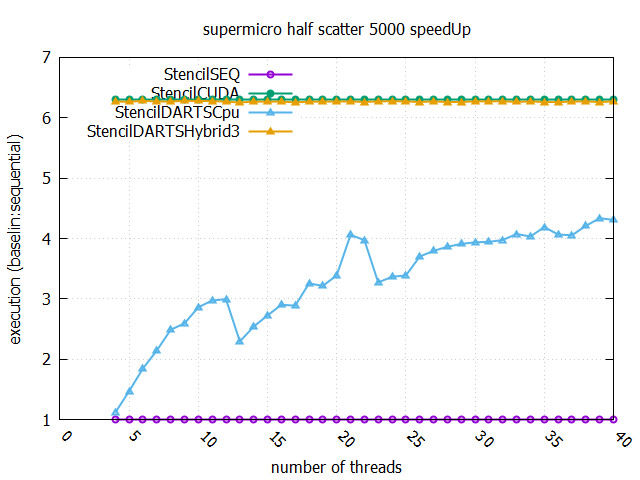 supermicro half scatter 5000 speedUp
7
6
5
4
3
2
1
execution (baselin:sequential)
StencilSEQ
StencilCUDA
StencilDARTSCpu
StencilDARTSHybrid3
0
5
10
15
20
25
30
35
40
number of threads